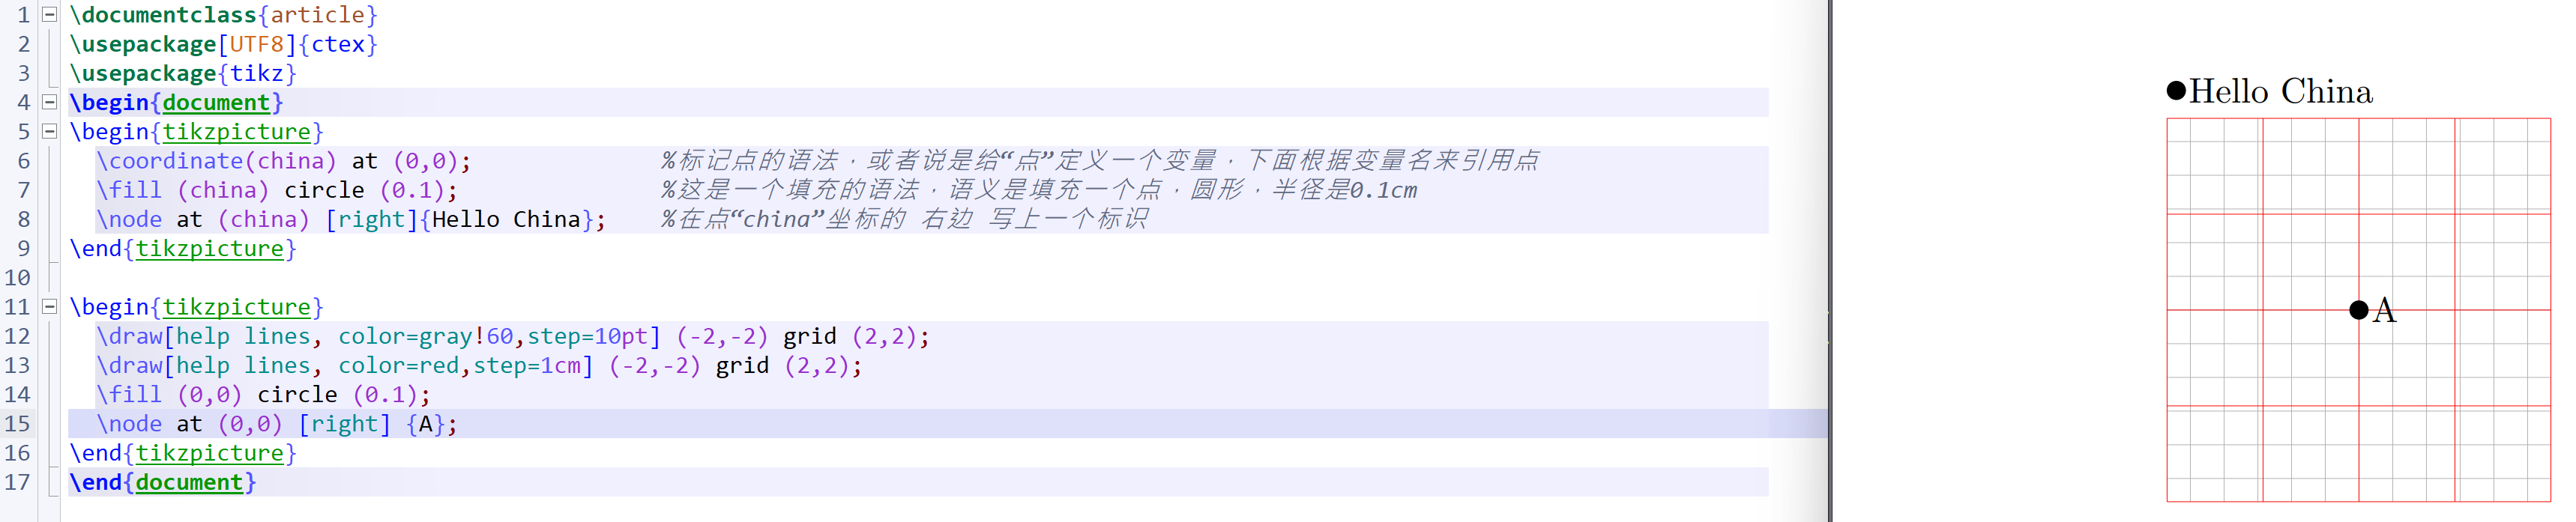 1 \documentclass{article}
2 \usepackage[UTF8]{ctex}
3 \usepackage{tikz}
4 \begin{document}
5 \begin{tikzpicture}
6   \coordinate(china) at (0,0);              %标记点的语法，或者说是给“点”定义一个变量，下面根据变量名来引用点
7   \fill (china) circle (0.1);               %这是一个填充的语法，语义是填充一个点，圆形，半径是0.1cm
8   \node at (china) [right]{Hello China};    %在点“china”坐标的 右边 写上一个标识
9 \end{tikzpicture}
10
11 \begin{tikzpicture}
12   \draw[help lines, color=gray!60,step=10pt] (-2,-2) grid (2,2);
13   \draw[help lines, color=red,step=1cm] (-2,-2) grid (2,2);
14   \fill (0,0) circle (0.1);
15   \node at (0,0) [right] {A};
16 \end{tikzpicture}
17 \end{document}
Hello China
A